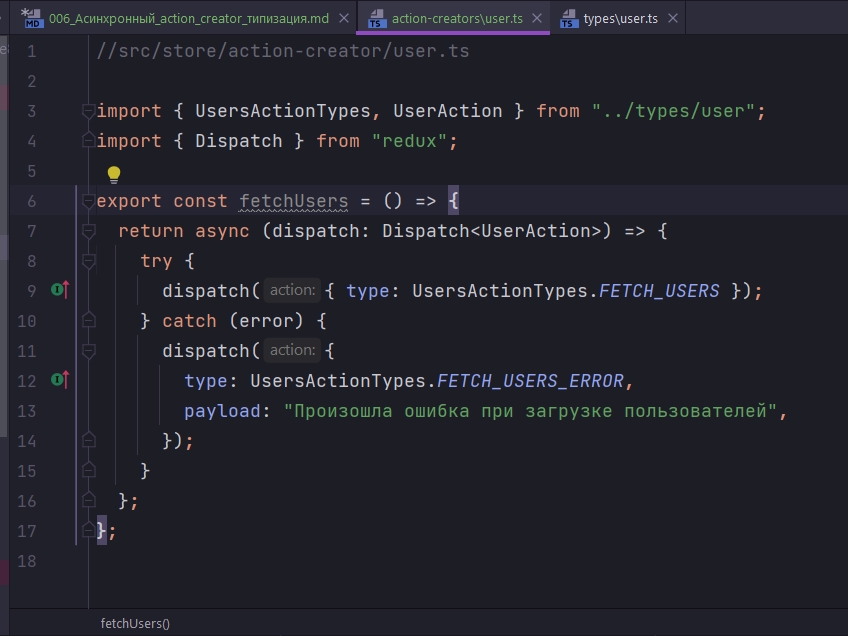 006_Асинхронный_action_creator_типизация.md
action-creators\user.ts
types\user.ts
1 //src/store/action-creator/user.ts
2
3 import { UsersActionTypes, UserAction } from "../types/user";
4 import { Dispatch } from "redux";
5
6 export const fetchUsers = () => {
7 return async (dispatch: Dispatch<UserAction>) => {
8 try {
9 dispatch( action: { type: UsersActionTypes.FETCH_USERS });
10 } catch (error) {
11 dispatch( action: {
12 type: UsersActionTypes.FETCH_USERS_ERROR,
13 payload: "Произошла ошибка при загрузке пользователей",
14 });
15 }
16 };
17 };
18
fetchUsers()